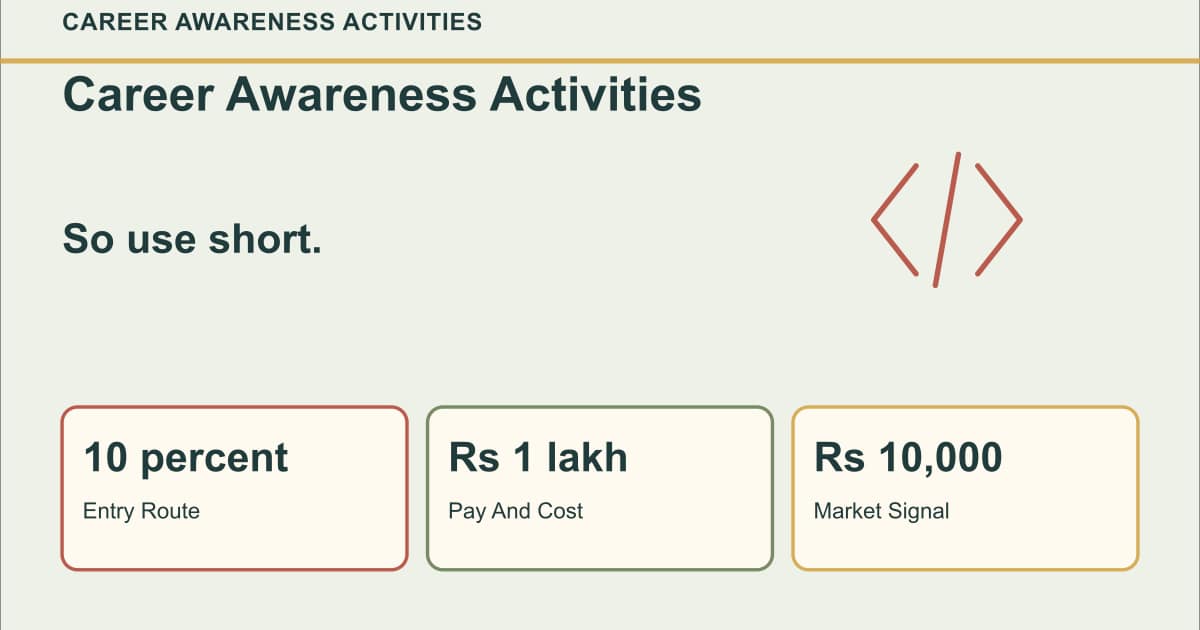 CAREER AWARENESS ACTIVITIES
Career Awareness Activities
So use short.
10 percent
Entry Route
Rs 1 lakh
Pay And Cost
Rs 10,000
Market Signal